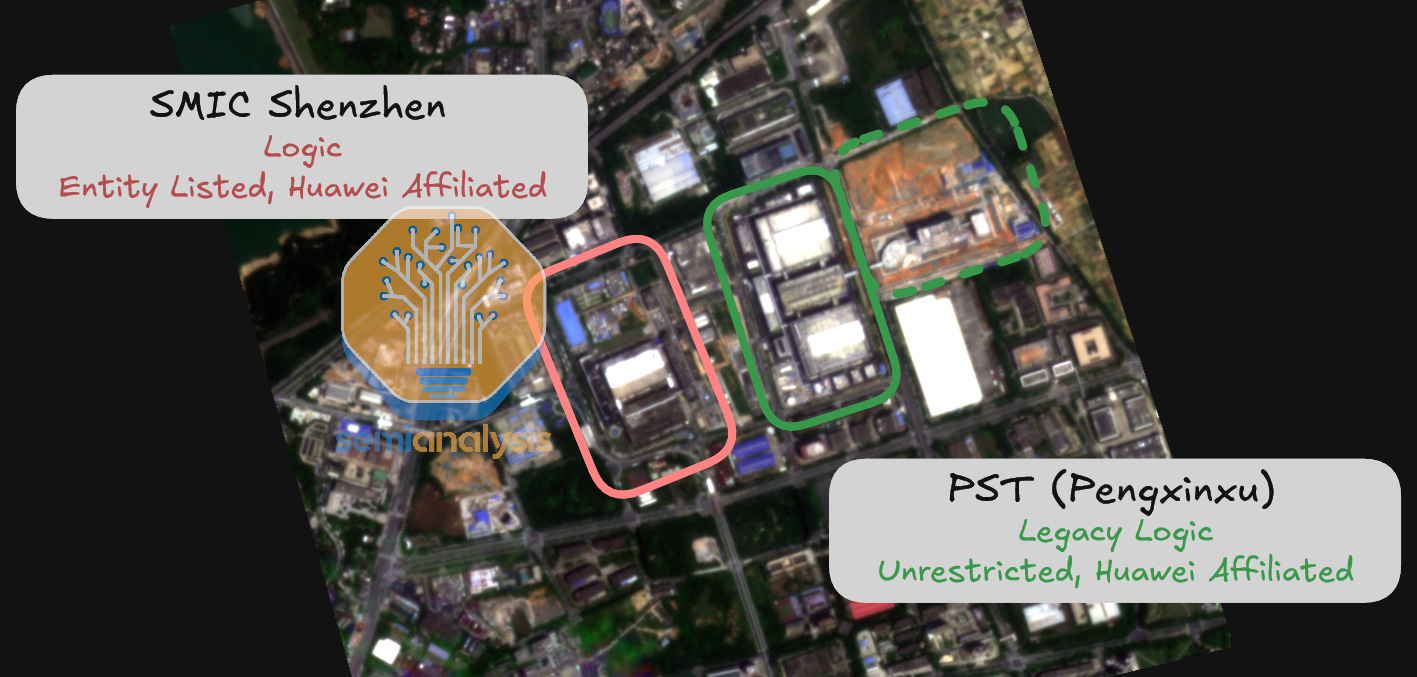 SMIC Shenzhen
Logic
Entity Listed, Huawei Affiliated
semianalysis
PST (Pengxinxu)
Legacy Logic
Unrestricted, Huawei Affiliated